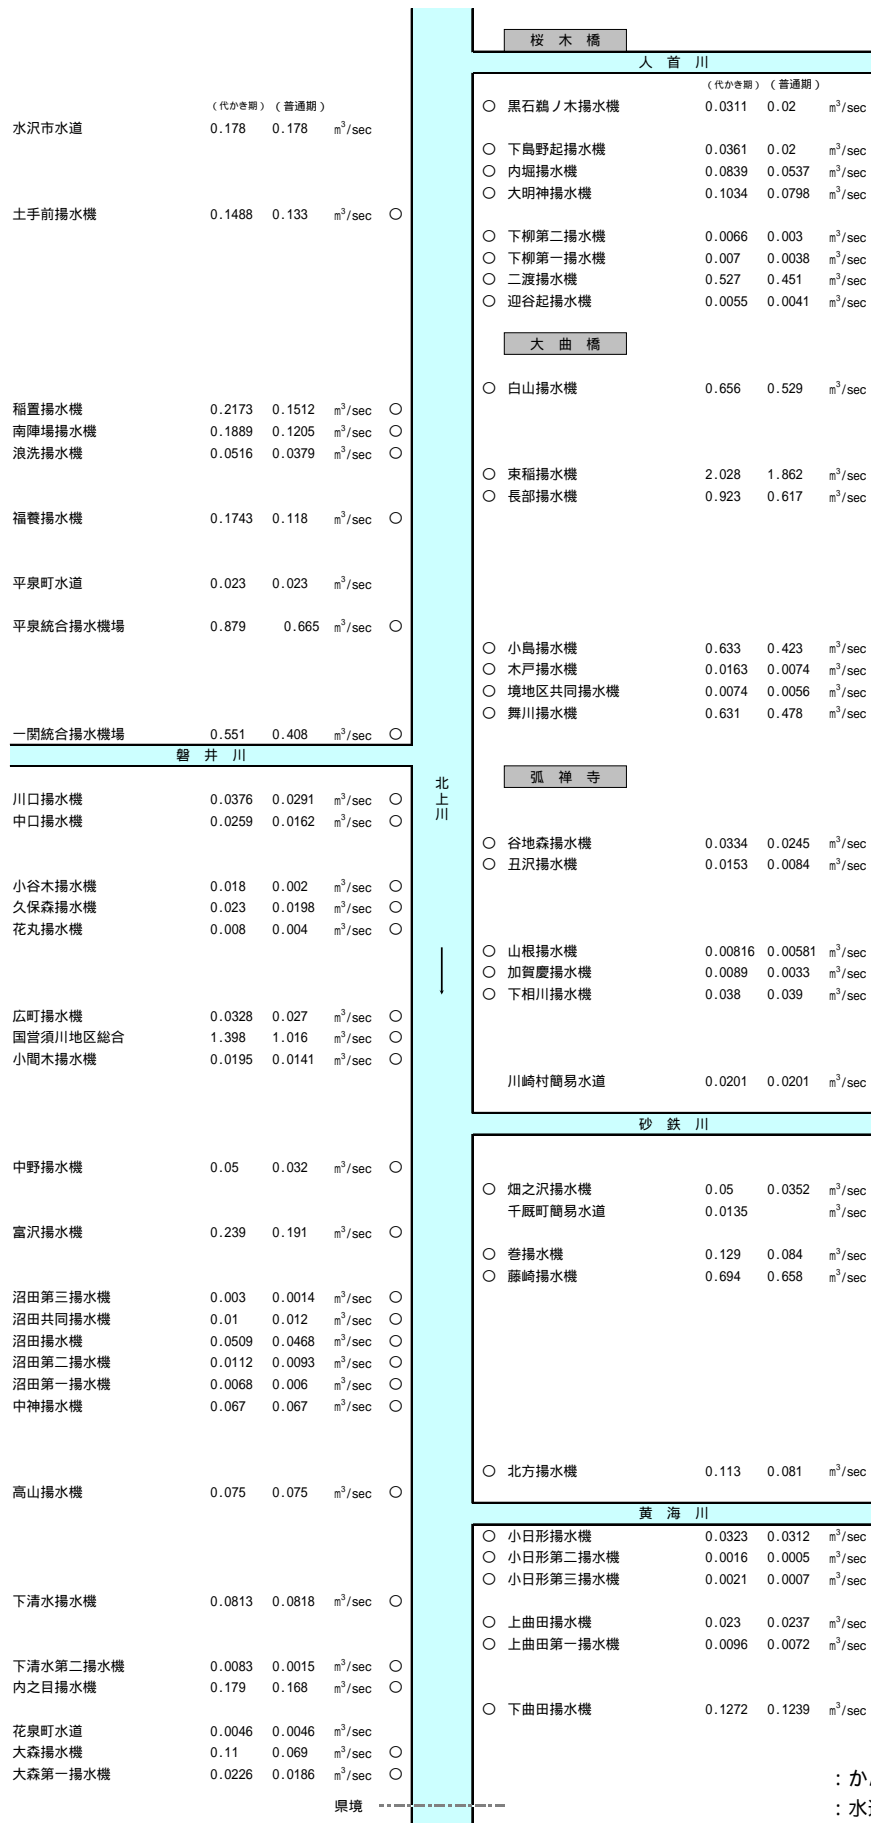 桜 木 橋
人 首 川
（代かき期）（普通期）
黒石鵜ノ木揚水機 0.0311 0.02 m³/sec
下島野起揚水機 0.0361 0.02 m³/sec
内堀揚水機 0.0839 0.0537 m³/sec
大明神揚水機 0.1034 0.0798 m³/sec
下柳第二揚水機 0.0066 0.003 m³/sec
下柳第一揚水機 0.007 0.0038 m³/sec
二渡揚水機 0.527 0.451 m³/sec
迎谷起揚水機 0.0055 0.0041 m³/sec
大 曲 橋
白山揚水機 0.656 0.529 m³/sec
束稲揚水機 2.028 1.862 m³/sec
長部揚水機 0.923 0.617 m³/sec
小島揚水機 0.633 0.423 m³/sec
木戸揚水機 0.0163 0.0074 m³/sec
境地区共同揚水機 0.0074 0.0056 m³/sec
舞川揚水機 0.631 0.478 m³/sec
弧 禅 寺
谷地森揚水機 0.0334 0.0245 m³/sec
丑沢揚水機 0.0153 0.0084 m³/sec
山根揚水機 0.00816 0.00581 m³/sec
加賀慶揚水機 0.0089 0.0033 m³/sec
下相川揚水機 0.038 0.039 m³/sec
川崎村簡易水道 0.0201 0.0201 m³/sec
砂 鉄 川
畑之沢揚水機 0.05 0.0352 m³/sec
千厩町簡易水道 0.0135 m³/sec
巻揚水機 0.129 0.084 m³/sec
藤崎揚水機 0.694 0.658 m³/sec
北方揚水機 0.113 0.081 m³/sec
黄 海 川
小日形揚水機 0.0323 0.0312 m³/sec
小日形第二揚水機 0.0016 0.0005 m³/sec
小日形第三揚水機 0.0021 0.0007 m³/sec
上曲田揚水機 0.023 0.0237 m³/sec
上曲田第一揚水機 0.0096 0.0072 m³/sec
下曲田揚水機 0.1272 0.1239 m³/sec
（代かき期）（普通期）
水沢市水道 0.178 0.178 m³/sec
土手前揚水機 0.1488 0.133 m³/sec
稲置揚水機 0.2173 0.1512 m³/sec
南陣場揚水機 0.1889 0.1205 m³/sec
浪洗揚水機 0.0516 0.0379 m³/sec
福養揚水機 0.1743 0.118 m³/sec
平泉町水道 0.023 0.023 m³/sec
平泉統合揚水機場 0.879 0.665 m³/sec
一関統合揚水機場 0.551 0.408 m³/sec
磐 井 川
川口揚水機 0.0376 0.0291 m³/sec
中口揚水機 0.0259 0.0162 m³/sec
小谷木揚水機 0.018 0.002 m³/sec
久保森揚水機 0.023 0.0198 m³/sec
花丸揚水機 0.008 0.004 m³/sec
広町揚水機 0.0328 0.027 m³/sec
国営須川地区総合 1.398 1.016 m³/sec
小間木揚水機 0.0195 0.0141 m³/sec
中野揚水機 0.05 0.032 m³/sec
富沢揚水機 0.239 0.191 m³/sec
沼田第三揚水機 0.003 0.0014 m³/sec
沼田共同揚水機 0.01 0.012 m³/sec
沼田揚水機 0.0509 0.0468 m³/sec
沼田第二揚水機 0.0112 0.0093 m³/sec
沼田第一揚水機 0.0068 0.006 m³/sec
中神揚水機 0.067 0.067 m³/sec
高山揚水機 0.075 0.075 m³/sec
下清水揚水機 0.0813 0.0818 m³/sec
下清水第二揚水機 0.0083 0.0015 m³/sec
内之目揚水機 0.179 0.168 m³/sec
花泉町水道 0.0046 0.0046 m³/sec
大森揚水機 0.11 0.069 m³/sec
大森第一揚水機 0.0226 0.0186 m³/sec
県境
北上川
：か
：水